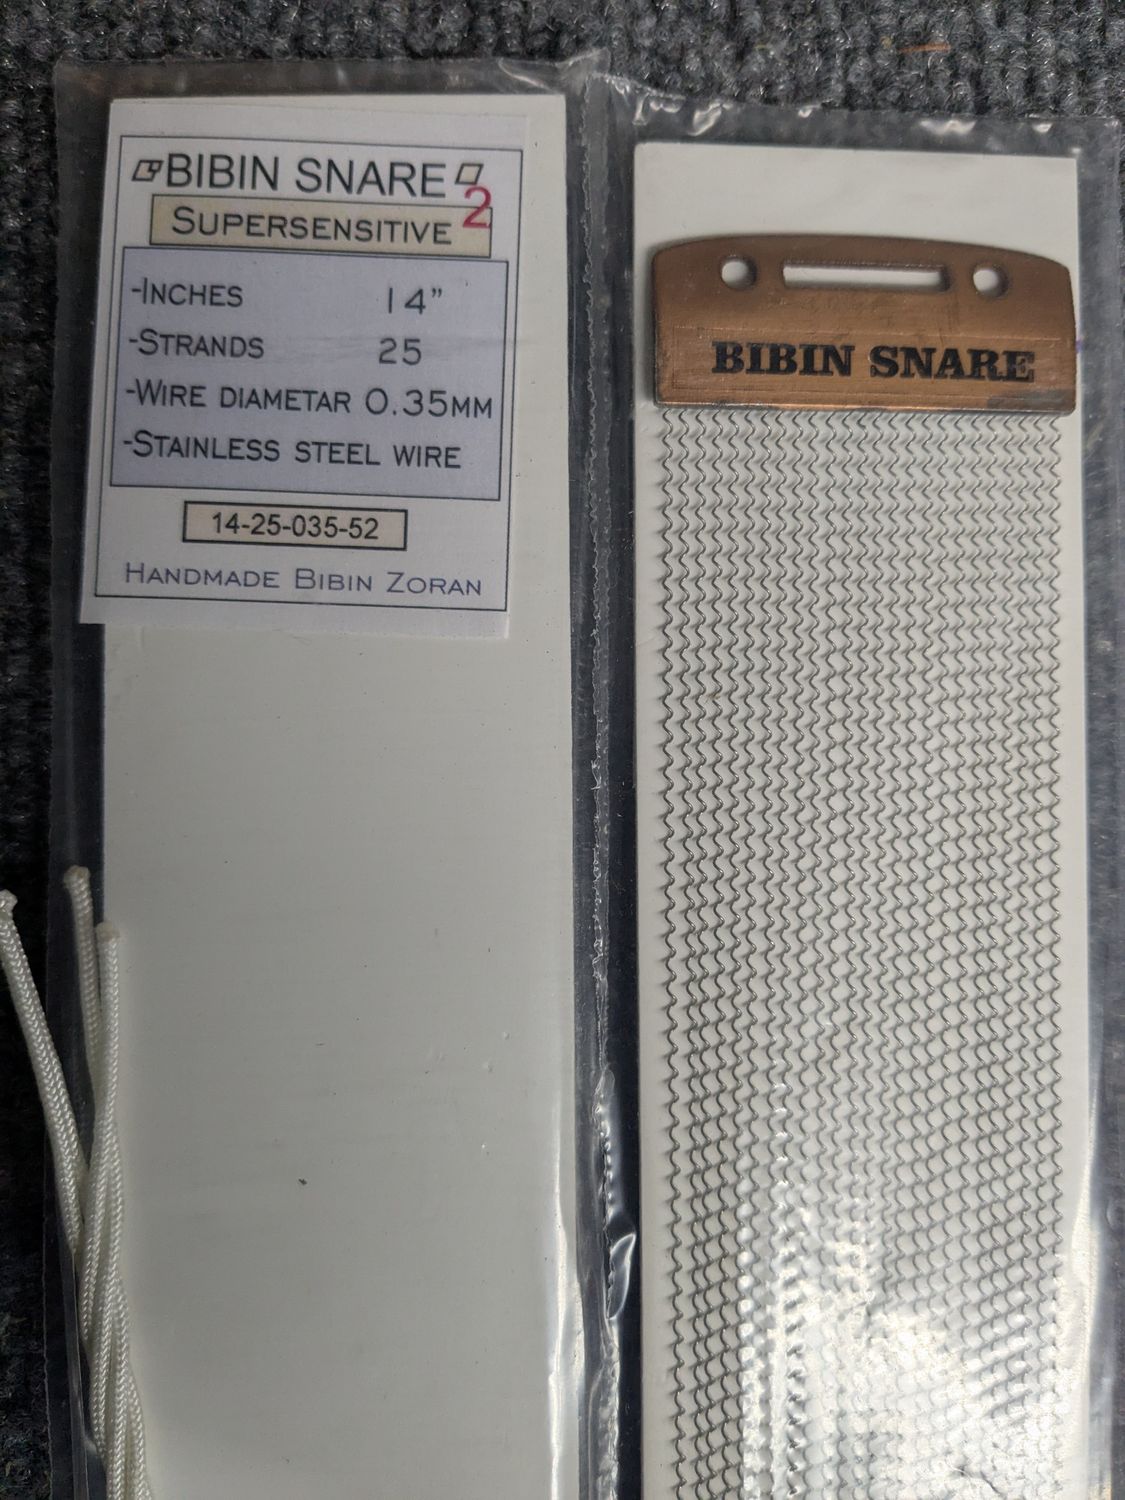 BIBIN SNARE
SUPERSENSITIVE 2
-INCHES 14"
-STRANDS 25
-WIRE DIAMETAR 0.35MM
-STAINLESS STEEL WIRE
14-25-035-52
HANDMADE BIBIN ZORAN
BIBIN SNARE